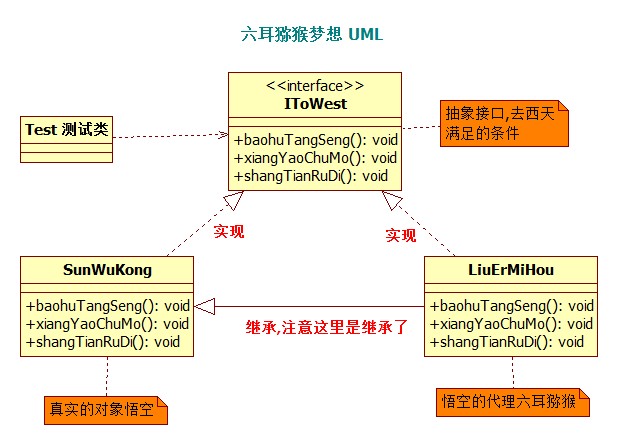 六耳猕猴梦想 UML
<<interface>>
IToWest
+baohuTangSeng(): void
+xiangYaoChuMo(): void
+shangTianRuDi(): void
Test 测试类
抽象接口,去西天
满足的条件
实现
实现
SunWuKong
+baohuTangSeng(): void
+xiangYaoChuMo(): void
+shangTianRuDi(): void
继承,注意这里是继承了
LiuErMiHou
+baohuTangSeng(): void
+xiangYaoChuMo(): void
+shangTianRuDi(): void
真实的对象悟空
悟空的代理六耳猕猴